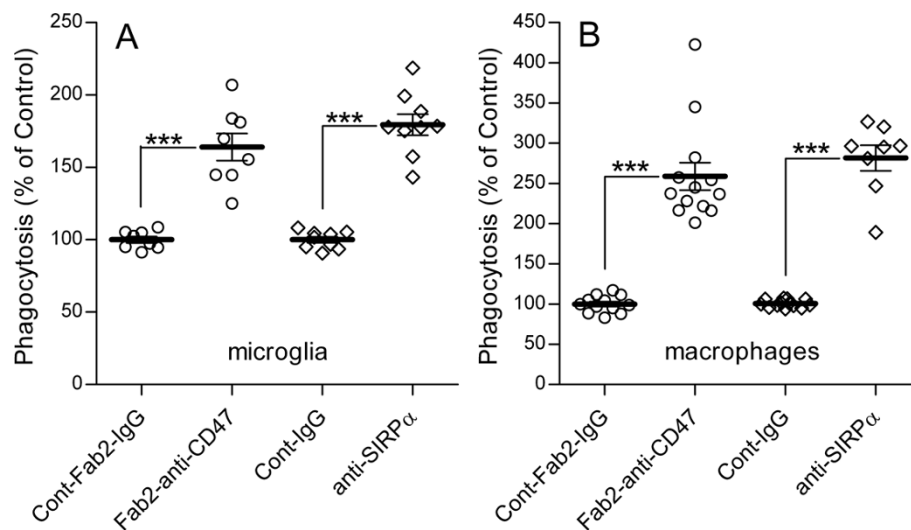 A
Phagocytosis (% of Control)
250
200
150
100
50
0
***
***
microglia
Cont-Fab2-IgG
Fab2-anti-CD47
Cont-IgG
anti-SIRPα
B
Phagocytosis (% of Control)
450
400
350
300
250
200
150
100
50
0
***
***
macrophages
Cont-Fab2-IgG
Fab2-anti-CD47
Cont-IgG
anti-SIRPα